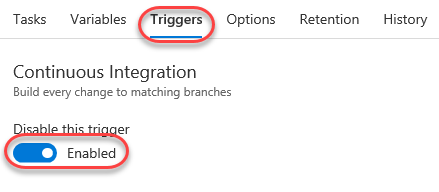 Tasks Variables Triggers Options Retention History
Continuous Integration
Build every change to matching branches
Disable this trigger
Enabled